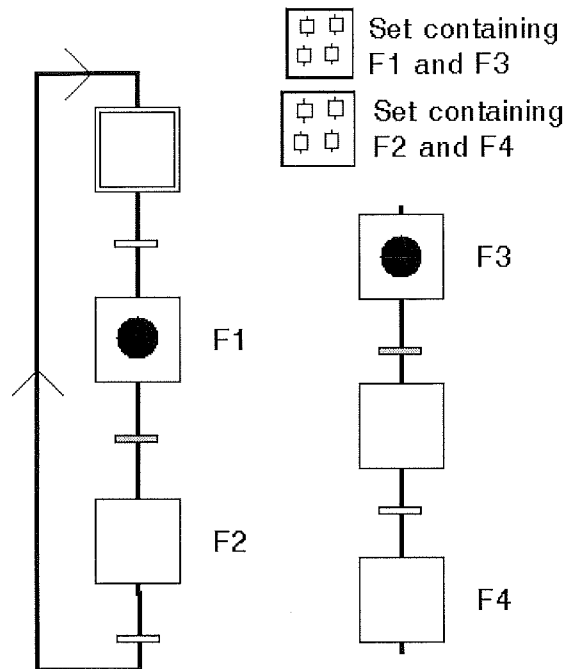 Set containing
F1 and F3
Set containing
F2 and F4
F3
F1
F2
F4